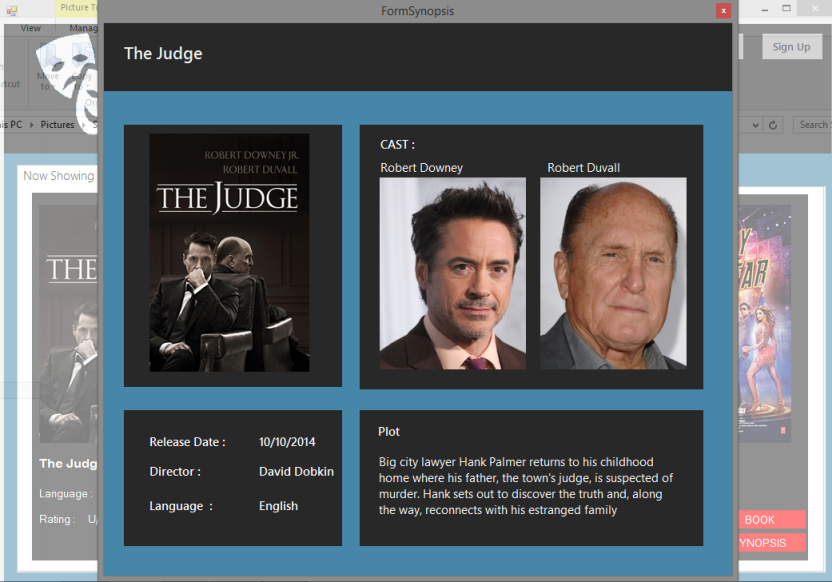 Picture T
FormSynopsis
x
View
Manag
Sign Up
Move
to
Copy
to
is PC
Pictures
S
Search
The Judge
Now Showing
ROBERT DOWNEY JR.
ROBERT DUVALL
THE JUDGE
CAST :
Robert Downey
Robert Duvall
THE
Release Date :
10/10/2014
Director :
David Dobkin
Language :
English
Plot
Big city lawyer Hank Palmer returns to his childhood
home where his father, the town's judge, is suspected of
murder. Hank sets out to discover the truth and, along
the way, reconnects with his estranged family
The Judg
Language :
Rating : U
BOOK
YNOPSIS